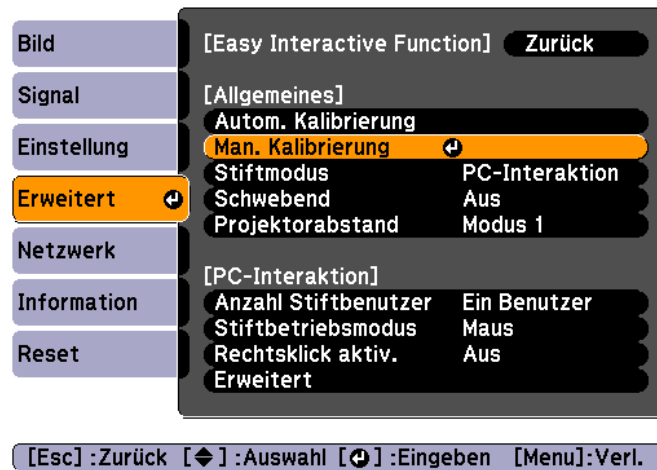 Bild
Signal
Einstellung
Erweitert
Netzwerk
Information
Reset
[Easy Interactive Function] Zurück
[Allgemeines]
Autom. Kalibrierung
Man. Kalibrierung
Stiftmodus PC-Interaktion
Schwebend Aus
Projektorabstand Modus 1
[PC-Interaktion]
Anzahl Stiftbenutzer Ein Benutzer
Stiftbetriebsmodus Maus
Rechtsklick aktiv. Aus
Erweitert
[Esc] :Zurück [◆] :Auswahl [⏎] :Eingeben [Menu]:Verl.